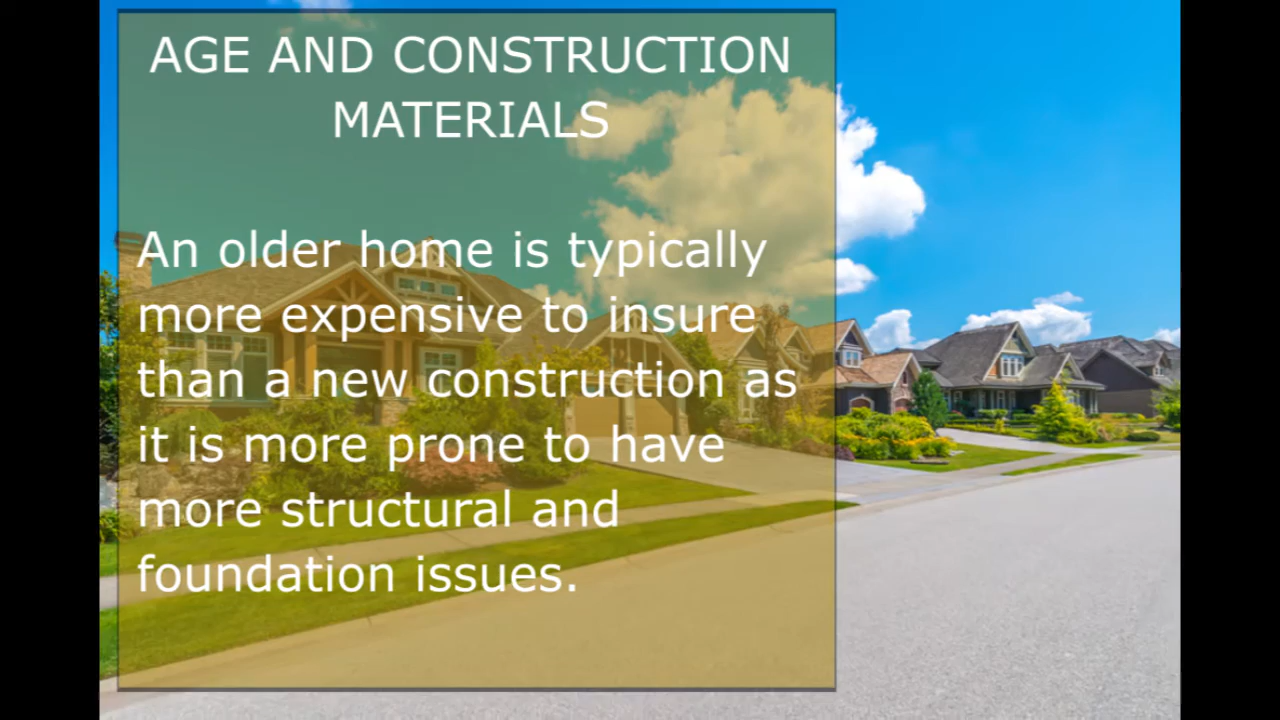 AGE AND CONSTRUCTION
MATERIALS
An older home is typically
more expensive to insure
than a new construction as
it is more prone to have
more structural and
foundation issues.